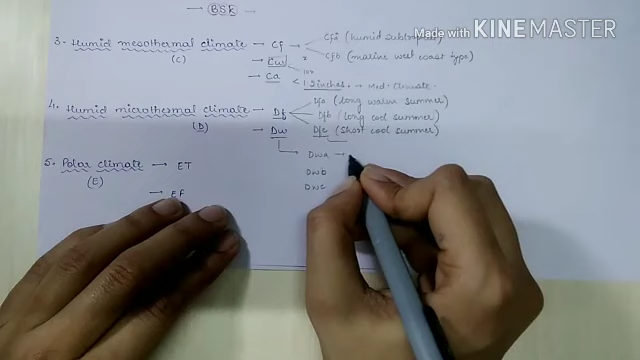 → BSk
Made with KINEMASTER
3. Humid mesothermal climate → Cf → Cfa (humid subtropical)
(C) → Cw Cfb (marine west coast type)
→ Ca < 1.2 inches. → Med. Climate
4. Humid microthermal climate → Df → Dfa (long warm summer)
(D) Dfb (long cool summer)
→ Dw Dfc (short cool summer)
→ Dwa →
5. Polar climate → ET Dwb
(E) Dwc
→ EF